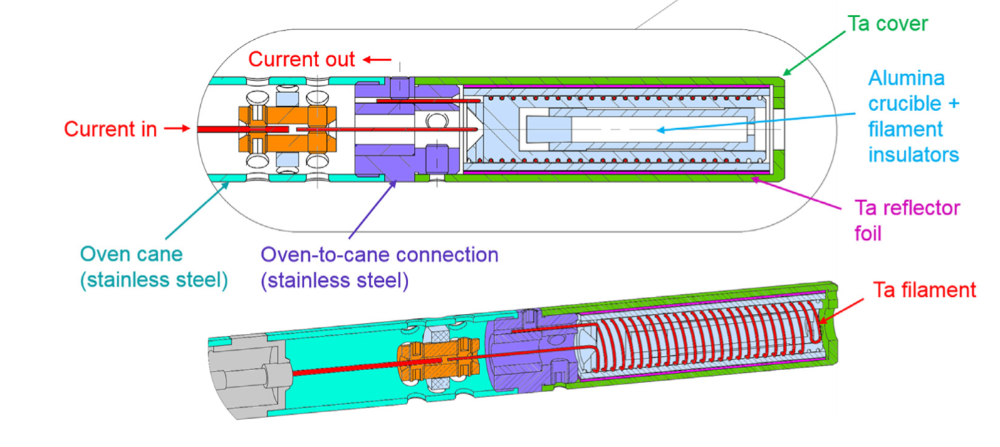 Ta cover
Current out
Alumina
crucible +
filament
insulators
Current in
Ta reflector
foil
Oven cane
(stainless steel)
Oven-to-cane connection
(stainless steel)
Ta filament